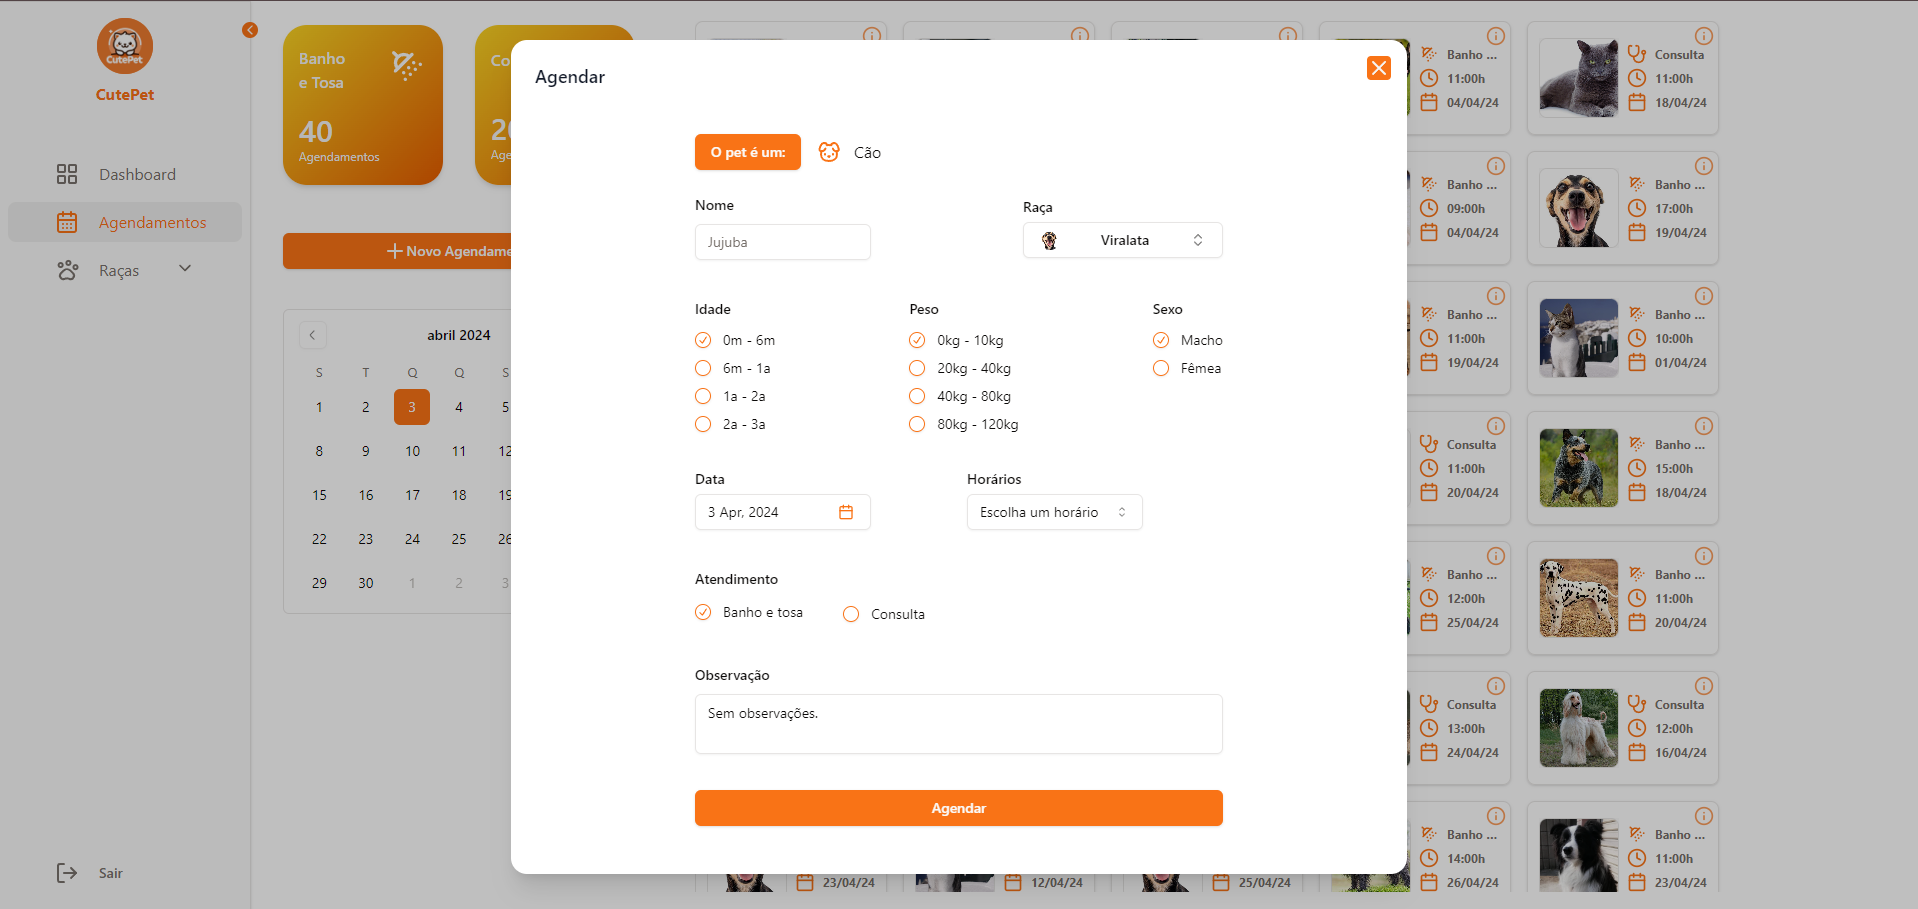 CutePet
CutePet
Dashboard
Agendamentos
Raças
Sair
Banho
e Tosa
40
Agendamentos
Co
20
Age
Novo Agendame
abril 2024
S T Q Q S
1 2 3 4 5
8 9 10 11 12
15 16 17 18 19
22 23 24 25 26
29 30 1 2 3
Agendar
O pet é um:
Cão
Nome
Jujuba
Raça
Viralata
Idade
0m - 6m
6m - 1a
1a - 2a
2a - 3a
Peso
0kg - 10kg
20kg - 40kg
40kg - 80kg
80kg - 120kg
Sexo
Macho
Fêmea
Data
3 Apr, 2024
Horários
Escolha um horário
Atendimento
Banho e tosa
Consulta
Observação
Sem observações.
Agendar
Banho ...
11:00h
04/04/24
Consulta
11:00h
18/04/24
Banho ...
09:00h
04/04/24
Banho ...
17:00h
19/04/24
Banho ...
11:00h
19/04/24
Banho ...
10:00h
01/04/24
Consulta
11:00h
20/04/24
Banho ...
15:00h
18/04/24
Banho ...
12:00h
25/04/24
Banho ...
11:00h
20/04/24
Consulta
13:00h
24/04/24
Consulta
12:00h
16/04/24
Banho ...
14:00h
26/04/24
Banho ...
11:00h
23/04/24
23/04/24
12/04/24
25/04/24